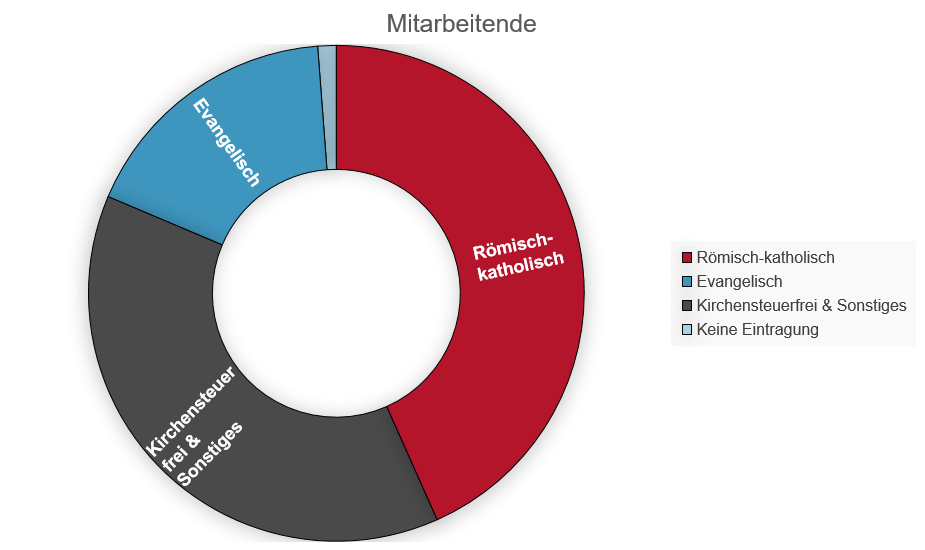 Mitarbeitende
Evangelisch
Römisch-
katholisch
Kirchensteuer
frei &
Sonstiges
Römisch-katholisch
Evangelisch
Kirchensteuerfrei & Sonstiges
Keine Eintragung